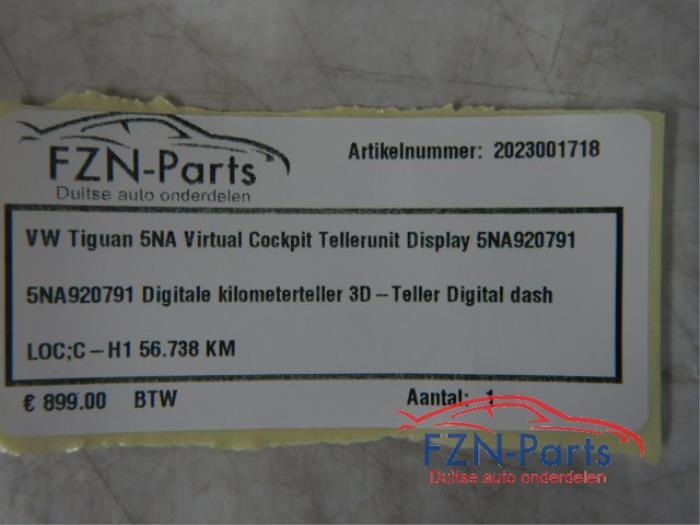 FZN-Parts
Duitse auto onderdelen
Artikelnummer: 2023001718
VW Tiguan 5NA Virtual Cockpit Tellerunit Display 5NA920791
5NA920791 Digitale kilometerteller 3D – Teller Digital dash
LOC;C – H1 56.738 KM
€ 899.00 BTW Aantal: 1
FZN-Parts
Duitse auto onderdelen